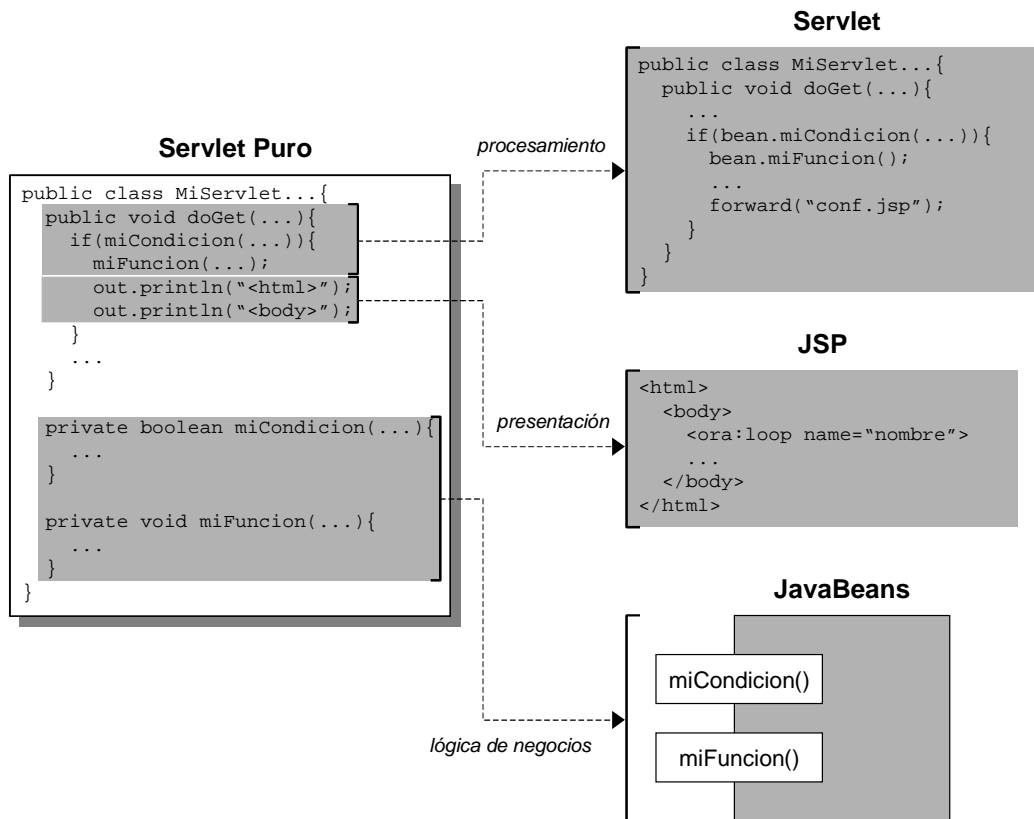 Servlet Puro
public class MiServlet...{
public void doGet(...){
if(miCondicion(...)){
miFuncion(...);
out.println(“<html>”);
out.println(“<body>”);
}
...
}
private boolean miCondicion(...){
...
}
private void miFuncion(...){
...
}
}
procesamiento
Servlet
public class MiServlet...{
public void doGet(...){
...
if(bean.miCondicion(...)){
bean.miFuncion();
...
forward(“conf.jsp”);
}
}
}
presentación
JSP
<html>
<body>
<ora:loop name=“nombre”>
...
</body>
</html>
lógica de negocios
JavaBeans
miCondicion()
miFuncion()